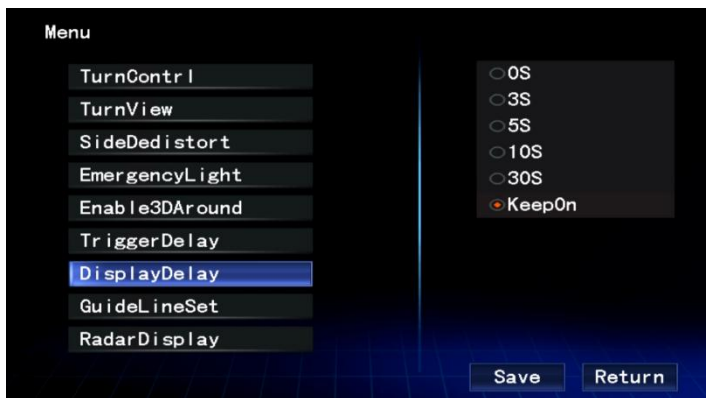 Menu
TurnContrl
TurnView
SideDedistort
EmergencyLight
Enable3DAround
TriggerDelay
DisplayDelay
GuideLineSet
RadarDisplay
0S
3S
5S
10S
30S
KeepOn
Save Return